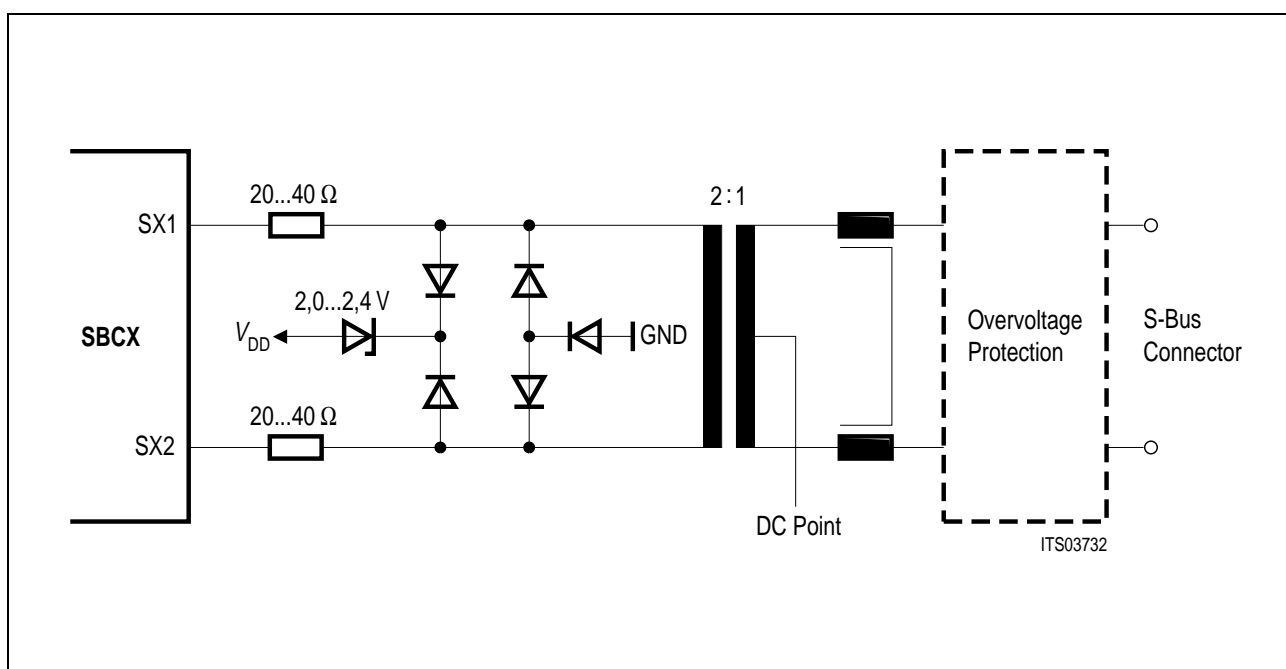 2 : 1
20...40 Ω
SX1
2,0...2,4 V
SBCX
VDD
GND
Overvoltage
Protection
S-Bus
Connector
20...40 Ω
SX2
DC Point
ITS03732